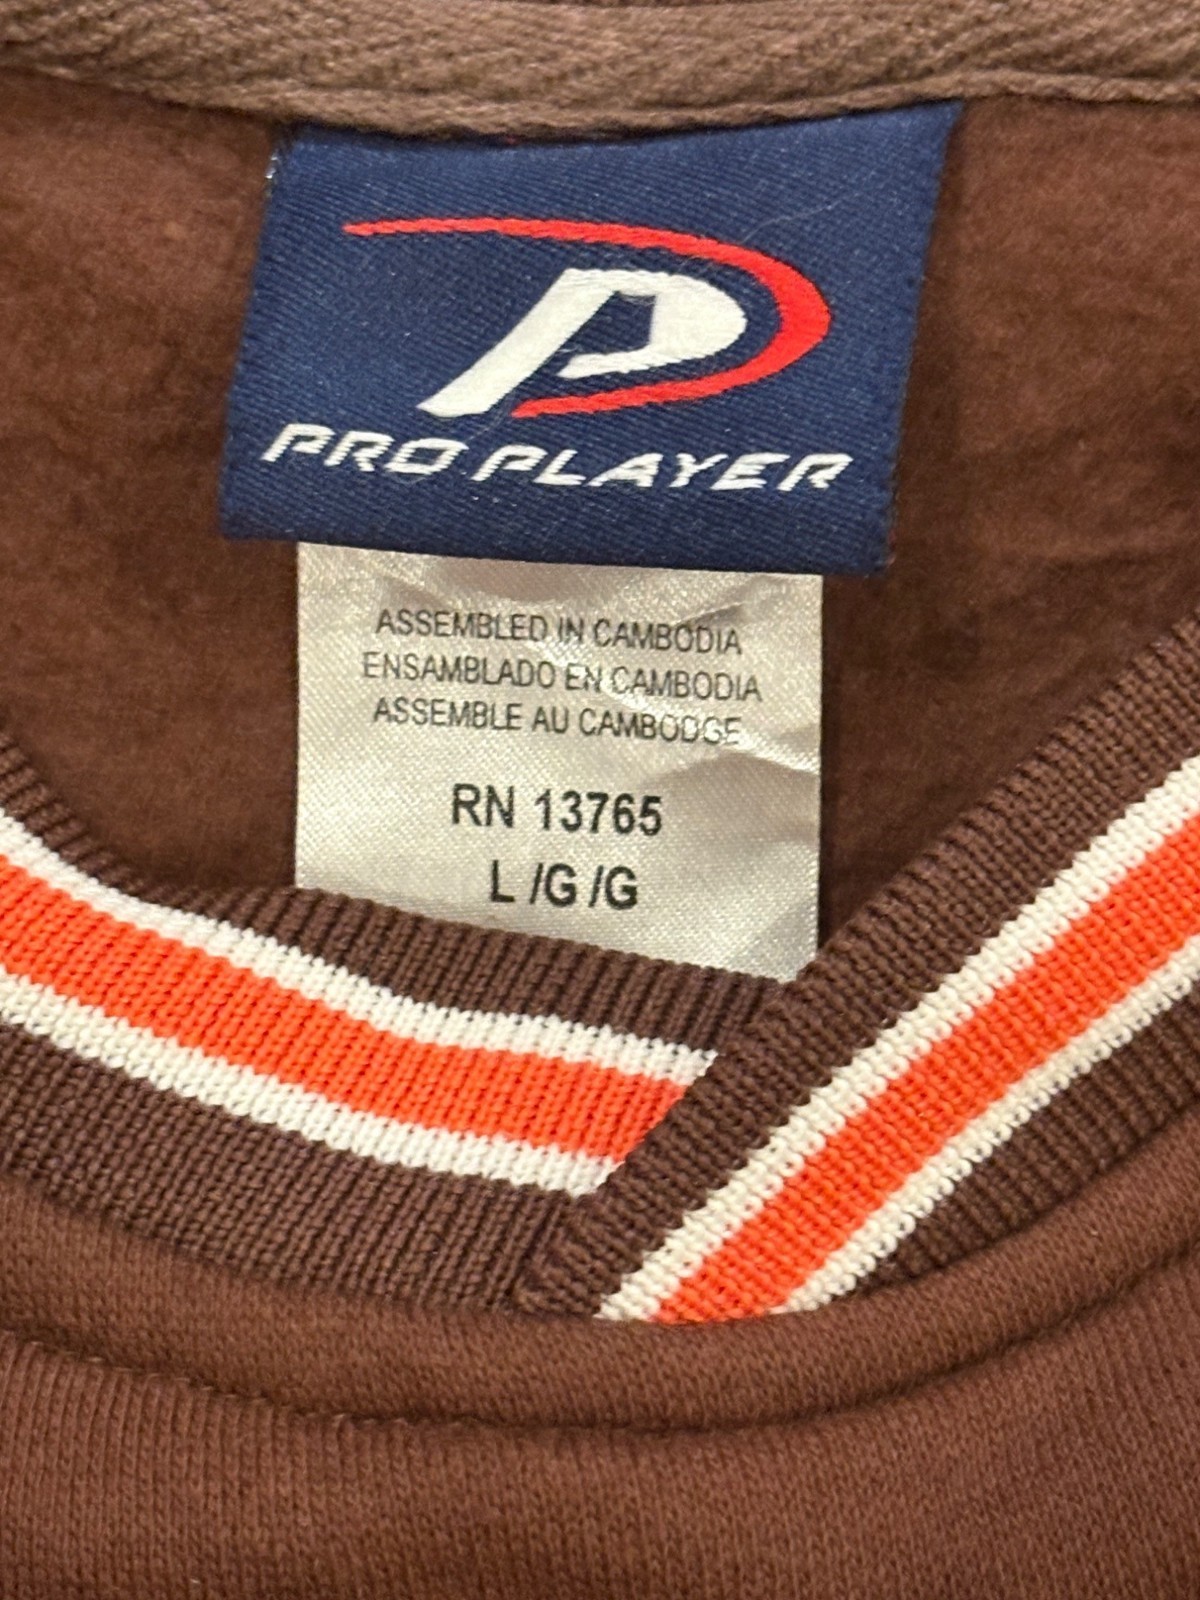 P
PRO PLAYER
ASSEMBLED IN CAMBODIA
ENSAMBLADO EN CAMBODIA
ASSEMBLE AU CAMBODGE
RN 13765
L /G /G